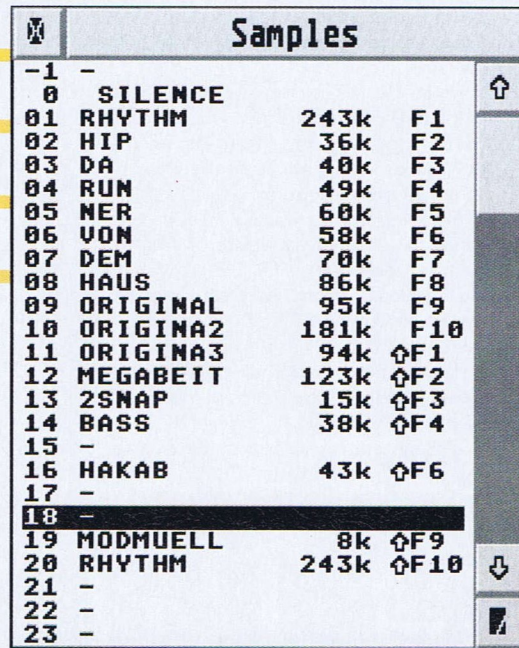 Samples
-1 -
0 SILENCE
01 RHYTHM 243k F1
02 HIP 36k F2
03 DA 40k F3
04 RUN 49k F4
05 NER 60k F5
06 VON 58k F6
07 DEM 70k F7
08 HAUS 86k F8
09 ORIGINAL 95k F9
10 ORIGINA2 181k F10
11 ORIGINA3 94k ⇧F1
12 MEGABEIT 123k ⇧F2
13 2SNAP 15k ⇧F3
14 BASS 38k ⇧F4
15 -
16 HAKAB 43k ⇧F6
17 -
18 -
19 MODMUELL 8k ⇧F9
20 RHYTHM 243k ⇧F10
21 -
22 -
23 -